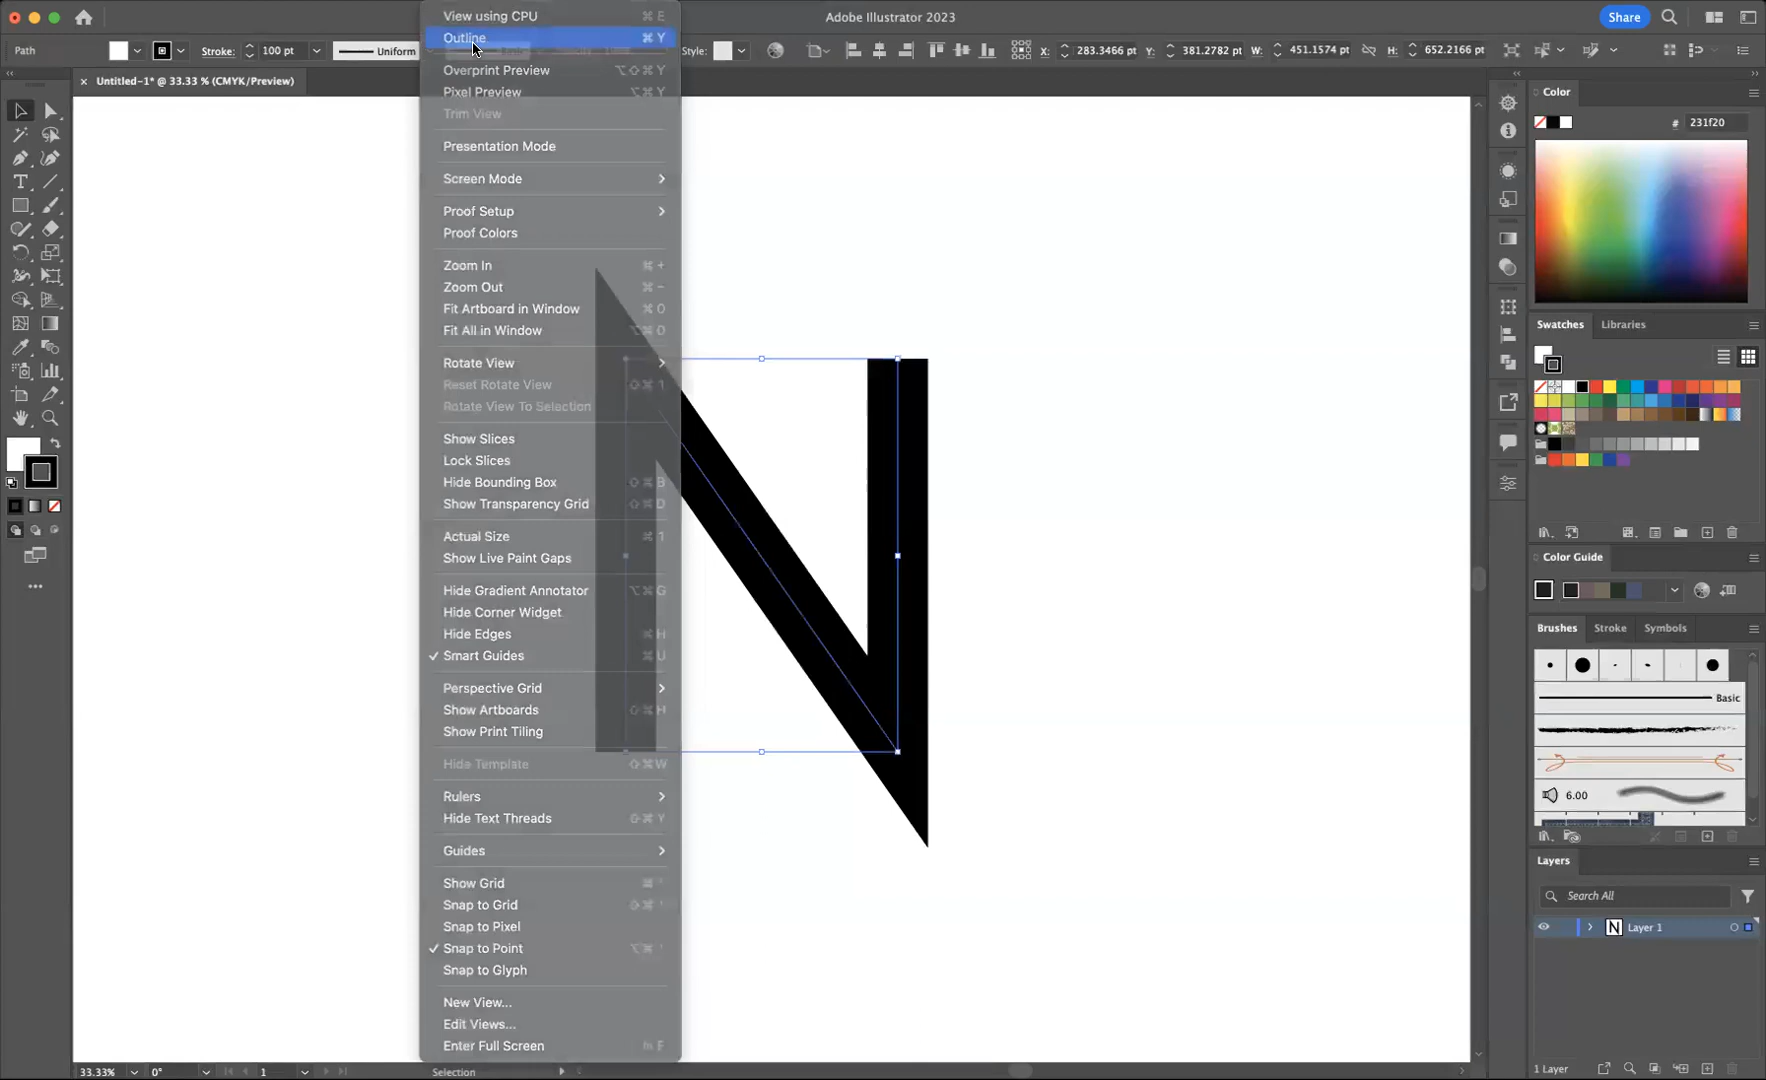 Adobe Illustrator 2023
Share
Path
Stroke:
100 pt
Uniform
Style:
X:
283.3466 pt
Y:
381.2782 pt
W:
451.1574 pt
H:
652.2166 pt
Untitled-1* @ 33.33 % (CMYK/Preview)
View using CPU ⌘ E
Outline ⌘ Y
Overprint Preview ⌥⇧⌘ Y
Pixel Preview ⌥⌘ Y
Trim View
Presentation Mode
Screen Mode
Proof Setup
Proof Colors
Zoom In ⌘ +
Zoom Out ⌘ −
Fit Artboard in Window ⌘ 0
Fit All in Window ⌥⌘ 0
Rotate View
Reset Rotate View ⇧⌘ 1
Rotate View To Selection
Show Slices
Lock Slices
Hide Bounding Box ⇧⌘ B
Show Transparency Grid ⇧⌘ D
Actual Size ⌘ 1
Show Live Paint Gaps
Hide Gradient Annotator ⌥⌘ G
Hide Corner Widget
Hide Edges ⌘ H
✓ Smart Guides ⌘ U
Perspective Grid
Show Artboards ⇧⌘ H
Show Print Tiling
Hide Template ⇧⌘ W
Rulers
Hide Text Threads ⇧⌘ Y
Guides
Show Grid ⌘ '
Snap to Grid ⇧⌘ '
Snap to Pixel
✓ Snap to Point ⌥⌘ '
Snap to Glyph
New View...
Edit Views...
Enter Full Screen fn F
N
Color
# 231f20
Swatches Libraries
Color Guide
Brushes Stroke Symbols
Basic
6.00
Layers
Search All
N Layer 1
1 Layer
33.33% 0° 1 Selection